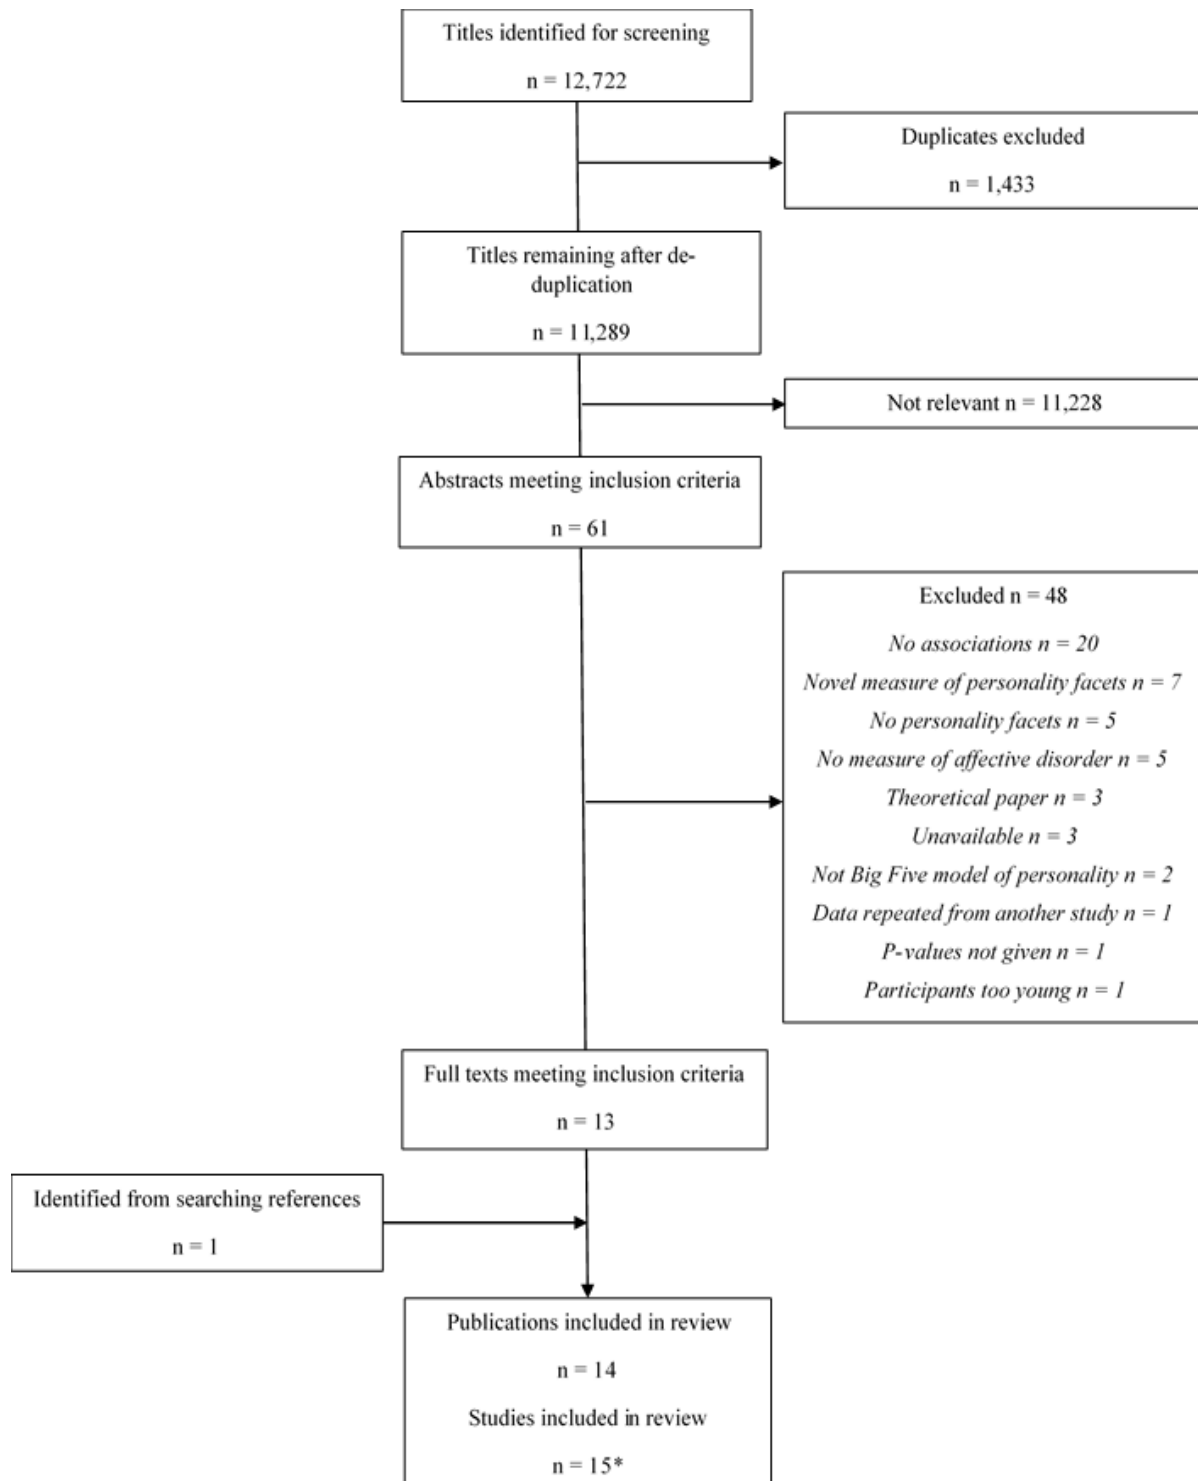 Titles identified for screening
n = 12,722
Duplicates excluded
n = 1,433
Titles remaining after de-
duplication
n = 11,289
Not relevant n = 11,228
Abstracts meeting inclusion criteria
n = 61
Excluded n = 48
No associations n = 20
Novel measure of personality facets n = 7
No personality facets n = 5
No measure of affective disorder n = 5
Theoretical paper n = 3
Unavailable n = 3
Not Big Five model of personality n = 2
Data repeated from another study n = 1
P-values not given n = 1
Participants too young n = 1
Full texts meeting inclusion criteria
n = 13
Identified from searching references
n = 1
Publications included in review
n = 14
Studies included in review
n = 15*